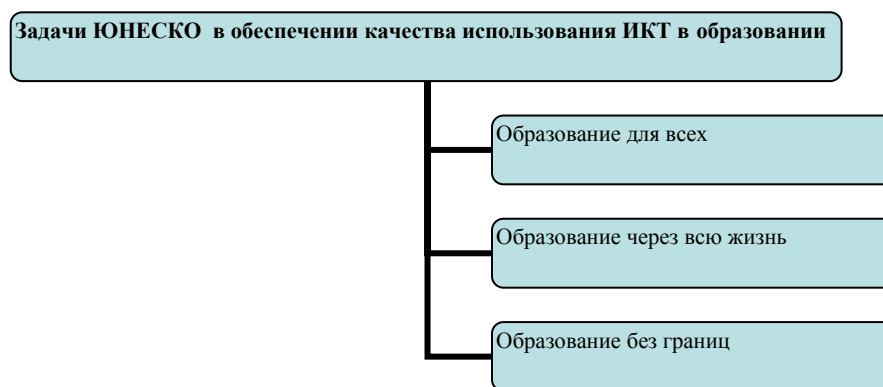 Задачи ЮНЕСКО  в обеспечении качества использования ИКТ в образовании
Образование для всех
Образование через всю жизнь
Образование без границ